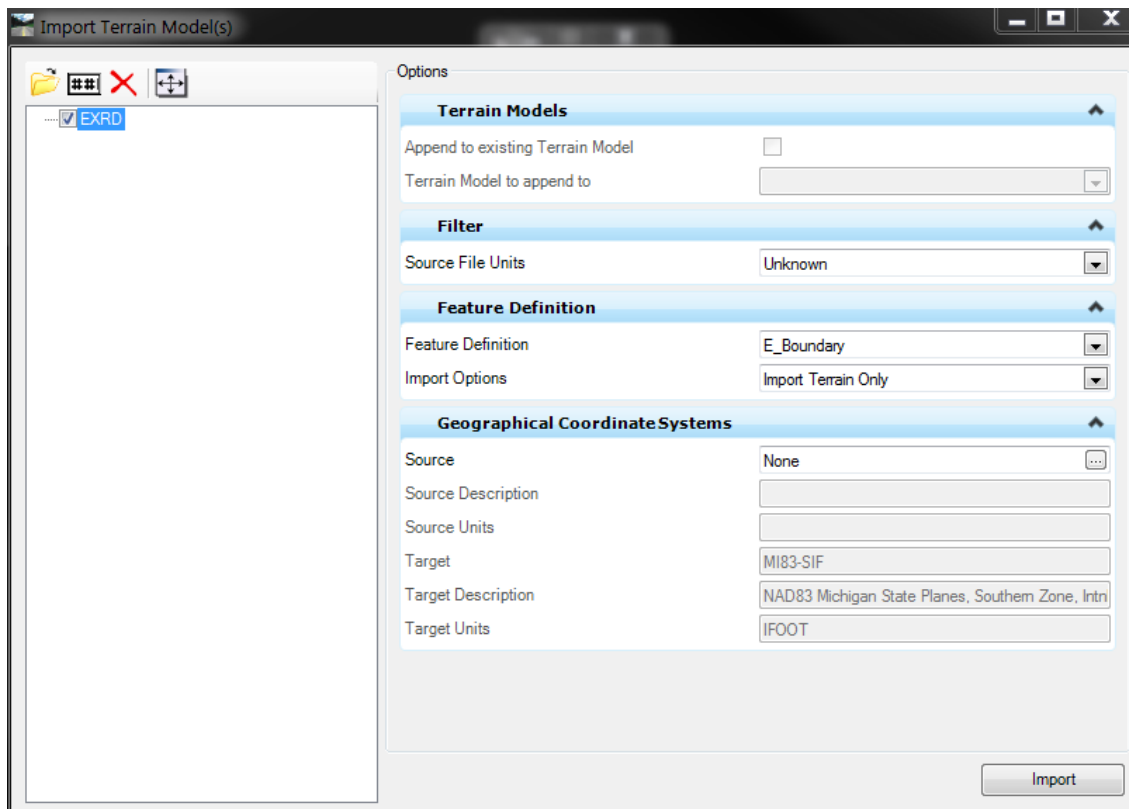 Import Terrain Model(s)
##
EXRD
Options
Terrain Models
Append to existing Terrain Model
Terrain Model to append to
Filter
Source File Units Unknown
Feature Definition
Feature Definition E_Boundary
Import Options Import Terrain Only
Geographical Coordinate Systems
Source None ...
Source Description
Source Units
Target MI83-SIF
Target Description NAD83 Michigan State Planes, Southern Zone, Intn
Target Units IFOOT
Import